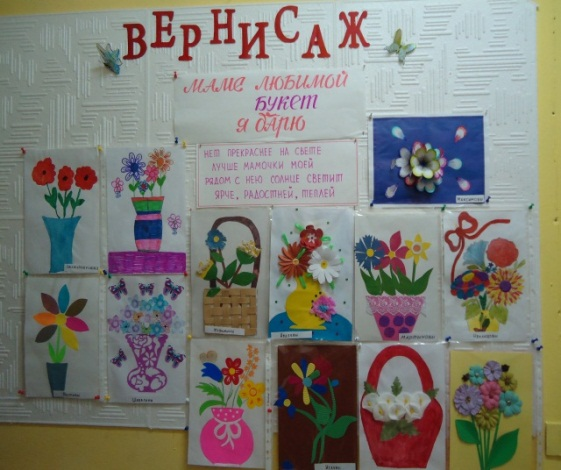 ВЕРНИСАЖ
МАМЕ ЛЮБИМОЙ
БУКЕТ
Я ДАРЮ
НЕТ ПРЕКРАСНЕЕ НА СВЕТЕ
ЛУЧШЕ МАМОЧКИ МОЕЙ
РЯДОМ С НЕЮ СОЛНЦЕ СВЕТИТ
ЯРЧЕ, РАДОСТНЕЙ, ТЕПЛЕЙ